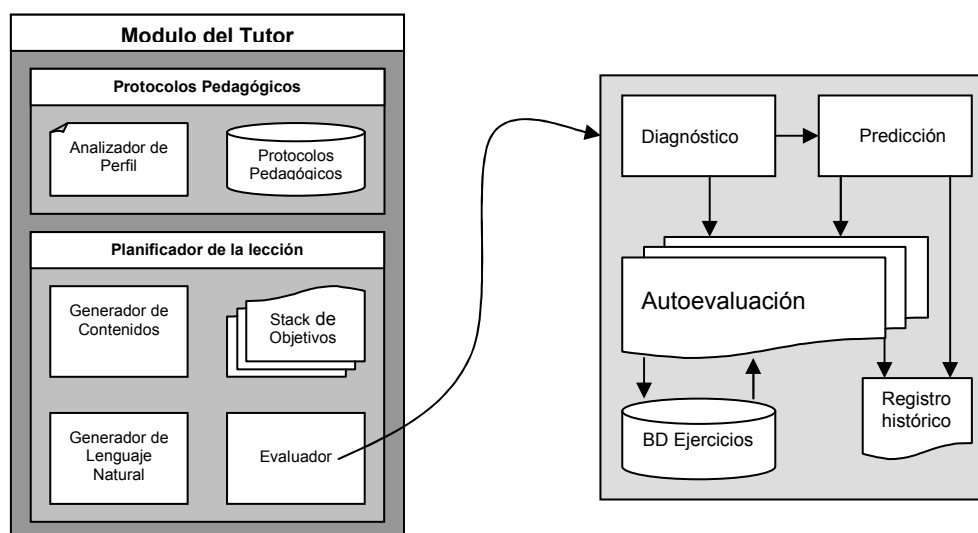 Modulo del Tutor
Protocolos Pedagógicos
Analizador de
Perfil
Protocolos
Pedagógicos
Planificador de la lección
Generador de
Contenidos
Stack de
Objetivos
Generador de
Lenguaje
Natural
Evaluador
Diagnóstico
Predicción
Autoevaluación
BD Ejercicios
Registro
histórico